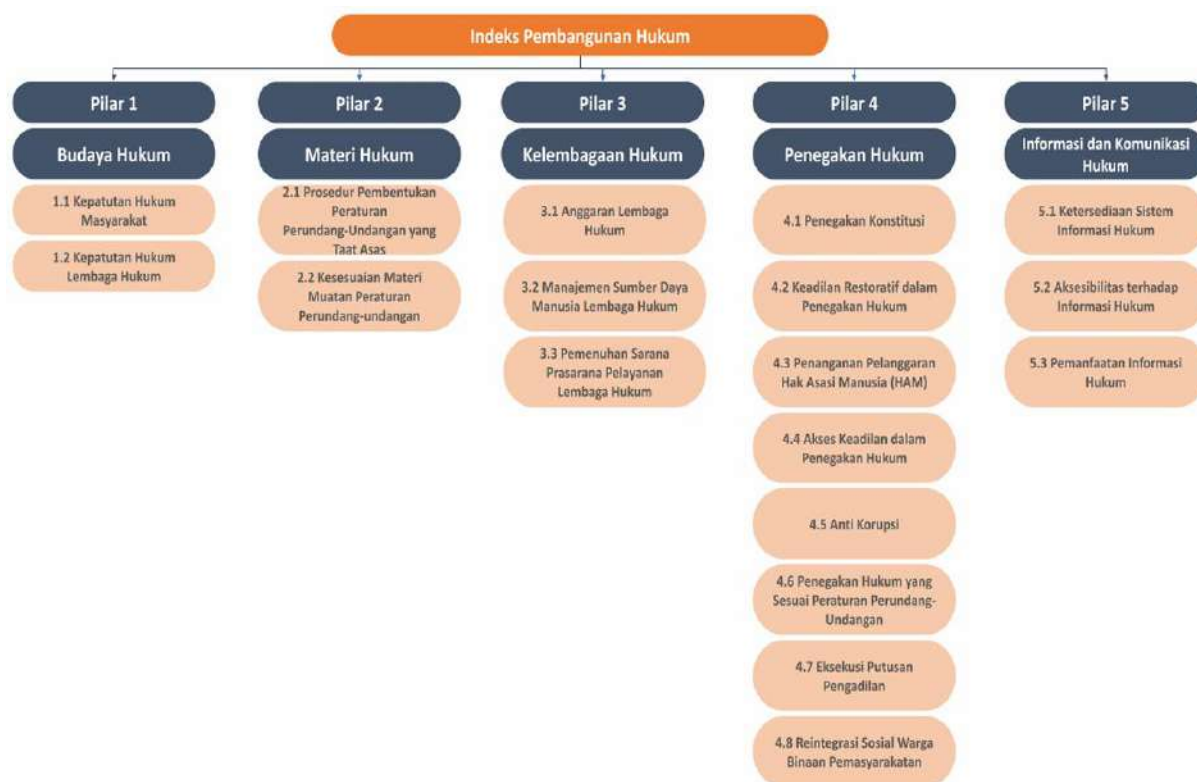 Indeks Pembangunan Hukum
Pilar 1
Budaya Hukum
1.1 Kepatutan Hukum
Masyarakat
1.2 Kepatutan Hukum
Lembaga Hukum
Pilar 2
Materi Hukum
2.1 Prosedur Pembentukan
Peraturan
Perundang-Undangan yang
Taat Asas
2.2 Kesesuaian Materi
Muatan Peraturan
Perundang-undangan
Pilar 3
Kelembagaan Hukum
3.1 Anggaran Lembaga
Hukum
3.2 Manajemen Sumber Daya
Manusia Lembaga Hukum
3.3 Pemenuhan Sarana
Prasarana Pelayanan
Lembaga Hukum
Pilar 4
Penegakan Hukum
4.1 Penegakan Konstitusi
4.2 Keadilan Restoratif dalam
Penegakan Hukum
4.3 Penanganan Pelanggaran
Hak Asasi Manusia (HAM)
4.4 Akses Keadilan dalam
Penegakan Hukum
4.5 Anti Korupsi
4.6 Penegakan Hukum yang
Sesuai Peraturan Perundang-
Undangan
4.7 Eksekusi Putusan
Pengadilan
4.8 Reintegrasi Sosial Warga
Binaan Pemasyarakatan
Pilar 5
Informasi dan Komunikasi
Hukum
5.1 Ketersediaan Sistem
Informasi Hukum
5.2 Aksesibilitas terhadap
Informasi Hukum
5.3 Pemanfaatan Informasi
Hukum